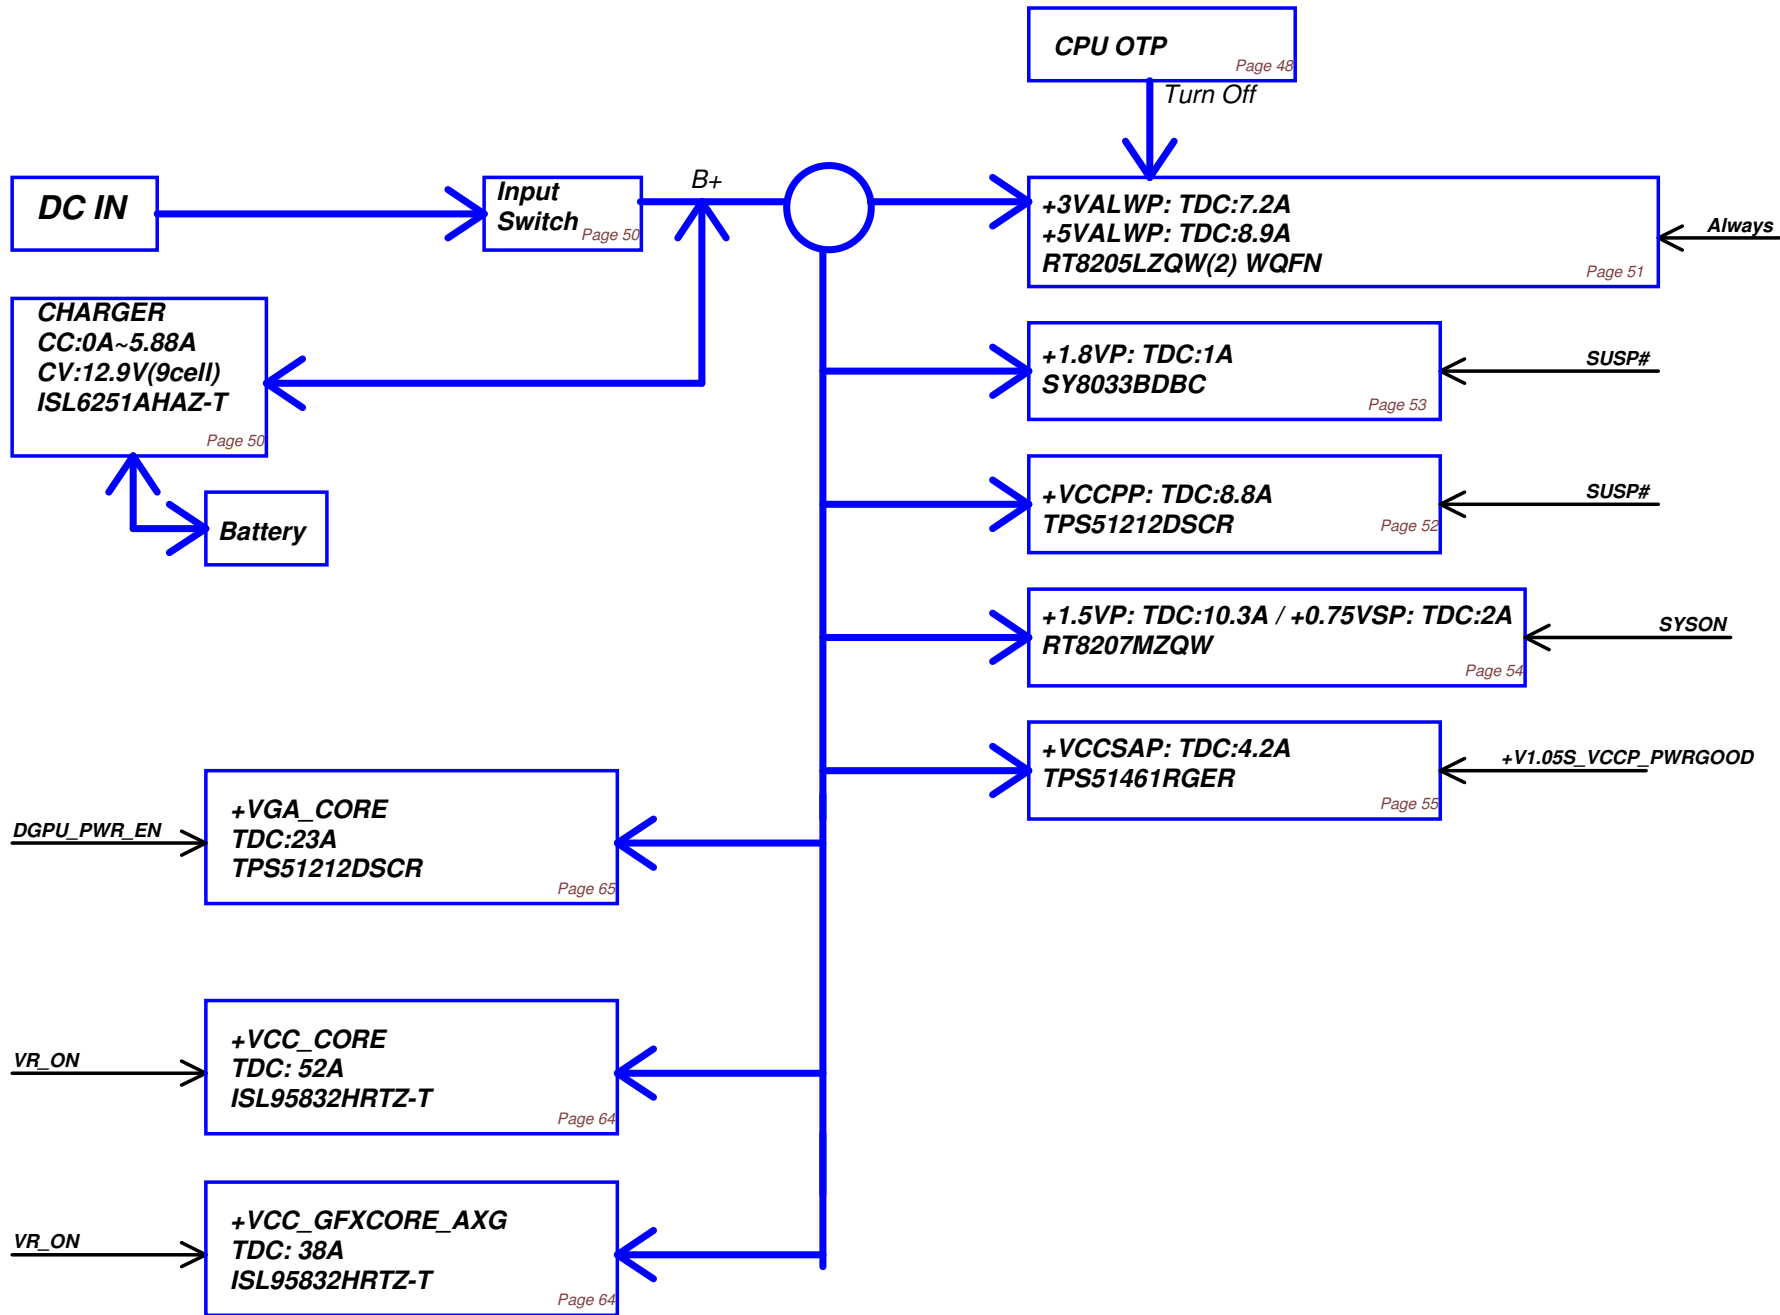 CPU OTP
Page 48
Turn Off
DC IN
Input
Switch
Page 50
B+
+3VALWP: TDC:7.2A
+5VALWP: TDC:8.9A
RT8205LZQW(2) WQFN
Page 51
Always
CHARGER
CC:0A~5.88A
CV:12.9V(9cell)
ISL6251AHAZ-T
Page 50
Battery
+1.8VP: TDC:1A
SY8033BDBC
Page 53
SUSP#
+VCCPP: TDC:8.8A
TPS51212DSCR
Page 52
SUSP#
+1.5VP: TDC:10.3A / +0.75VSP: TDC:2A
RT8207MZQW
Page 54
SYSON
+VCCSAP: TDC:4.2A
TPS51461RGER
Page 55
+V1.05S_VCCP_PWRGOOD
DGPU_PWR_EN
+VGA_CORE
TDC:23A
TPS51212DSCR
Page 65
VR_ON
+VCC_CORE
TDC: 52A
ISL95832HRTZ-T
Page 64
VR_ON
+VCC_GFXCORE_AXG
TDC: 38A
ISL95832HRTZ-T
Page 64